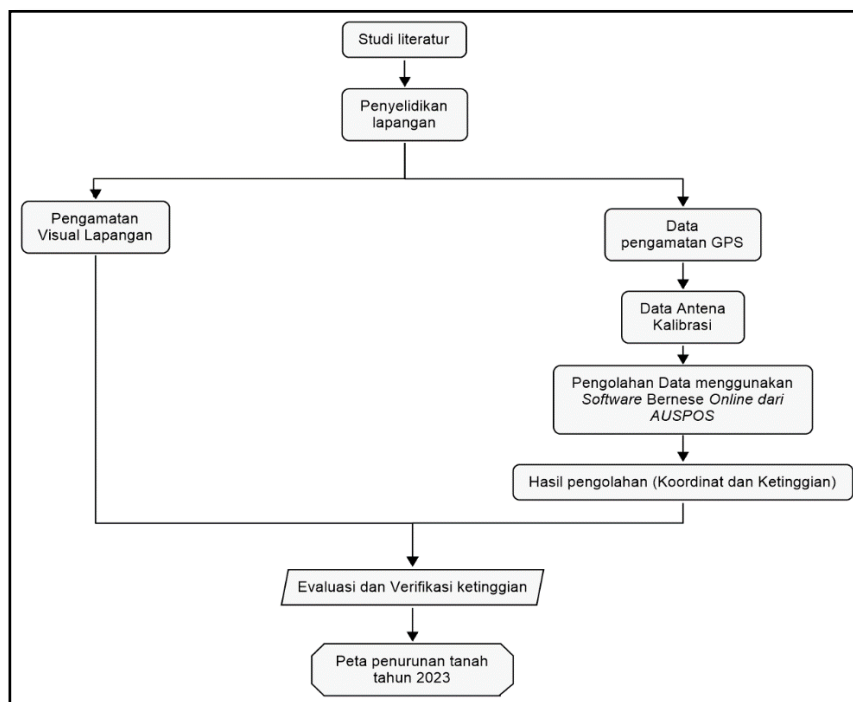 Studi literatur
Penyelidikan
lapangan
Pengamatan
Visual Lapangan
Data
pengamatan GPS
Data Antena
Kalibrasi
Pengolahan Data menggunakan
Software Bernese Online dari
AUSPOS
Hasil pengolahan (Koordinat dan Ketinggian)
Evaluasi dan Verifikasi ketinggian
Peta penurunan tanah
tahun 2023